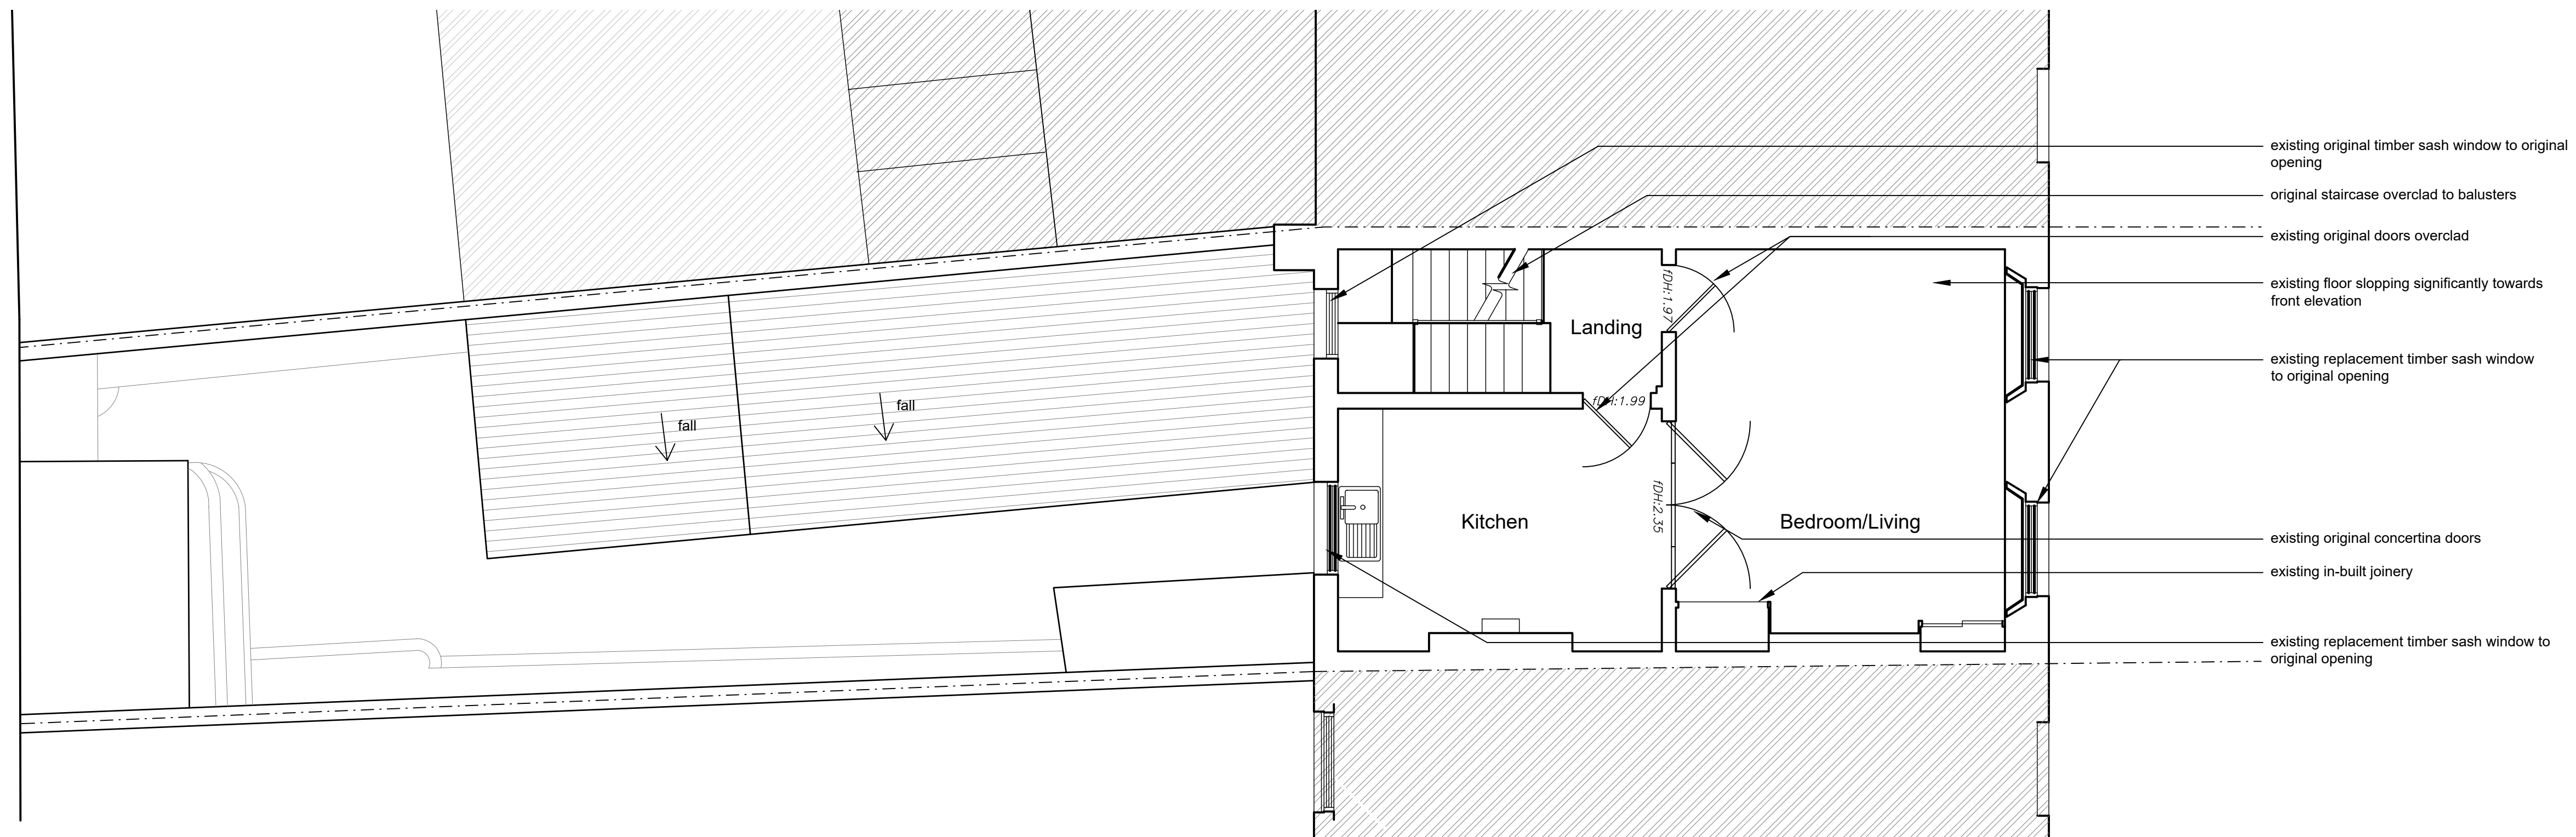 existing original timber sash window to original
opening
original staircase overclad to balusters
existing original doors overclad
existing floor slopping significantly towards
front elevation
existing replacement timber sash window
to original opening
existing original concertina doors
existing in-built joinery
existing replacement timber sash window to
original opening
Landing
fDH:1.97
fDH:1.99
fDH:2.35
Kitchen
Bedroom/Living
fall
fall